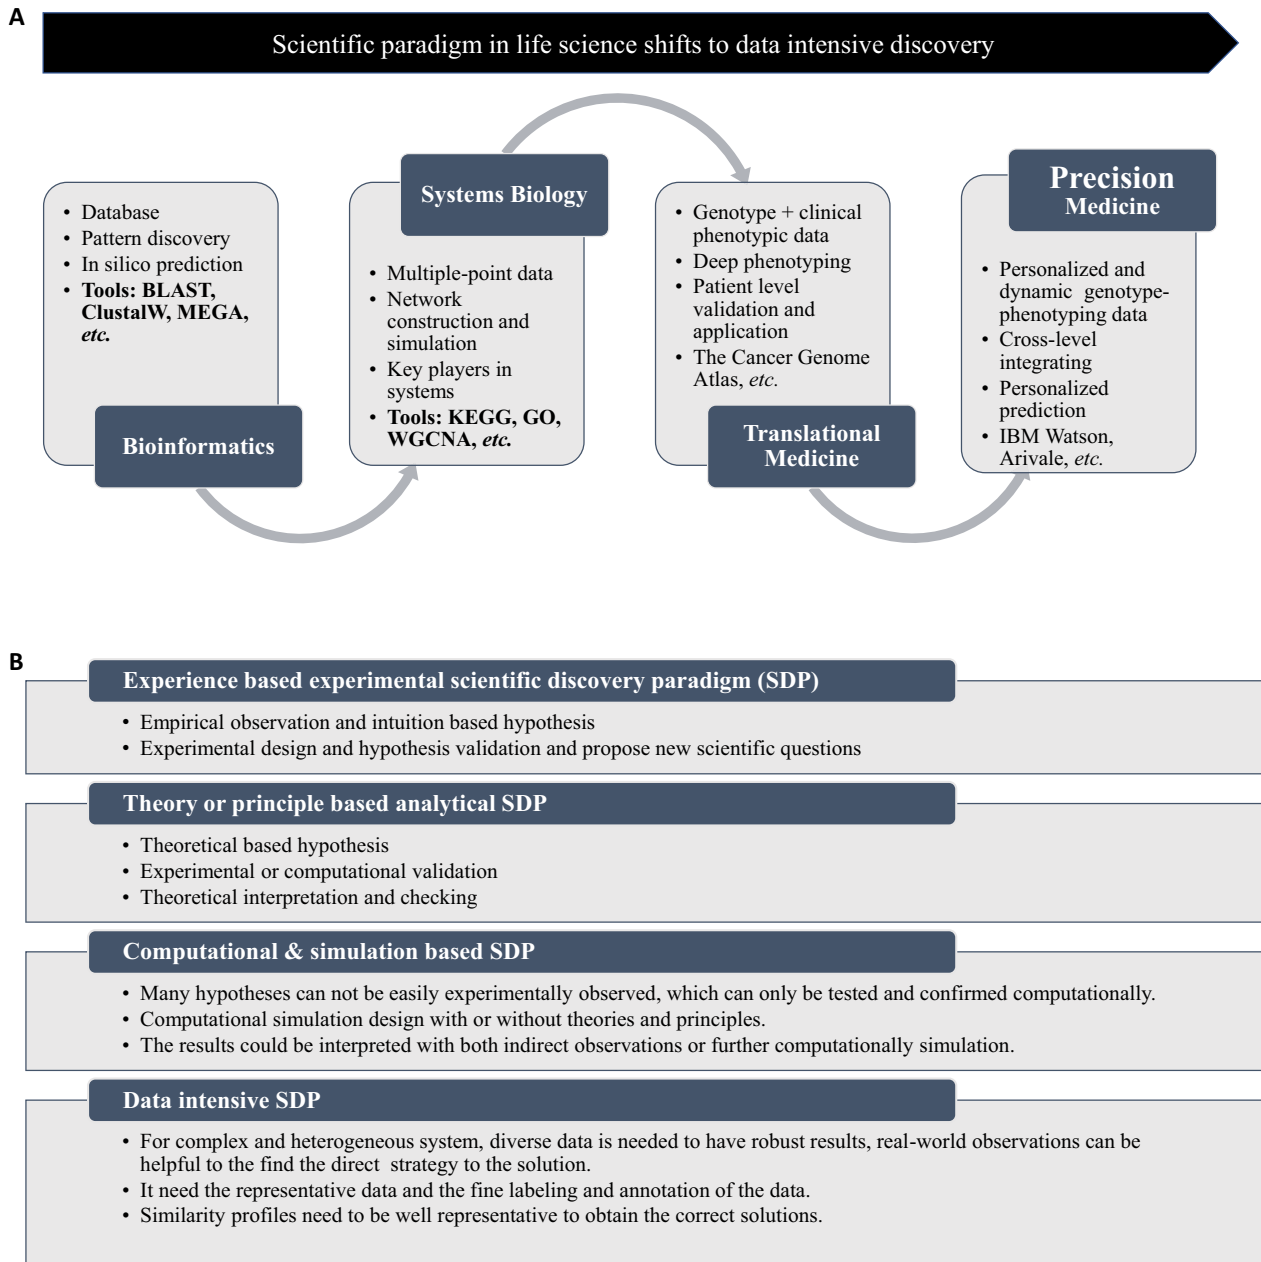 A
Scientific paradigm in life science shifts to data intensive discovery
• Database
• Pattern discovery
• In silico prediction
• Tools: BLAST,
ClustalW, MEGA,
etc.
Bioinformatics
Systems Biology
• Multiple-point data
• Network
construction and
simulation
• Key players in
systems
• Tools: KEGG, GO,
WGCNA, etc.
• Genotype + clinical
phenotypic data
• Deep phenotyping
• Patient level
validation and
application
• The Cancer Genome
Atlas, etc.
Translational
Medicine
Precision
Medicine
• Personalized and
dynamic genotype-
phenotyping data
• Cross-level
integrating
• Personalized
prediction
• IBM Watson,
Arivale, etc.
B
Experience based experimental scientific discovery paradigm (SDP)
• Empirical observation and intuition based hypothesis
• Experimental design and hypothesis validation and propose new scientific questions
Theory or principle based analytical SDP
• Theoretical based hypothesis
• Experimental or computational validation
• Theoretical interpretation and checking
Computational & simulation based SDP
• Many hypotheses can not be easily experimentally observed, which can only be tested and confirmed computationally.
• Computational simulation design with or without theories and principles.
• The results could be interpreted with both indirect observations or further computationally simulation.
Data intensive SDP
• For complex and heterogeneous system, diverse data is needed to have robust results, real-world observations can be
helpful to the find the direct strategy to the solution.
• It need the representative data and the fine labeling and annotation of the data.
• Similarity profiles need to be well representative to obtain the correct solutions.